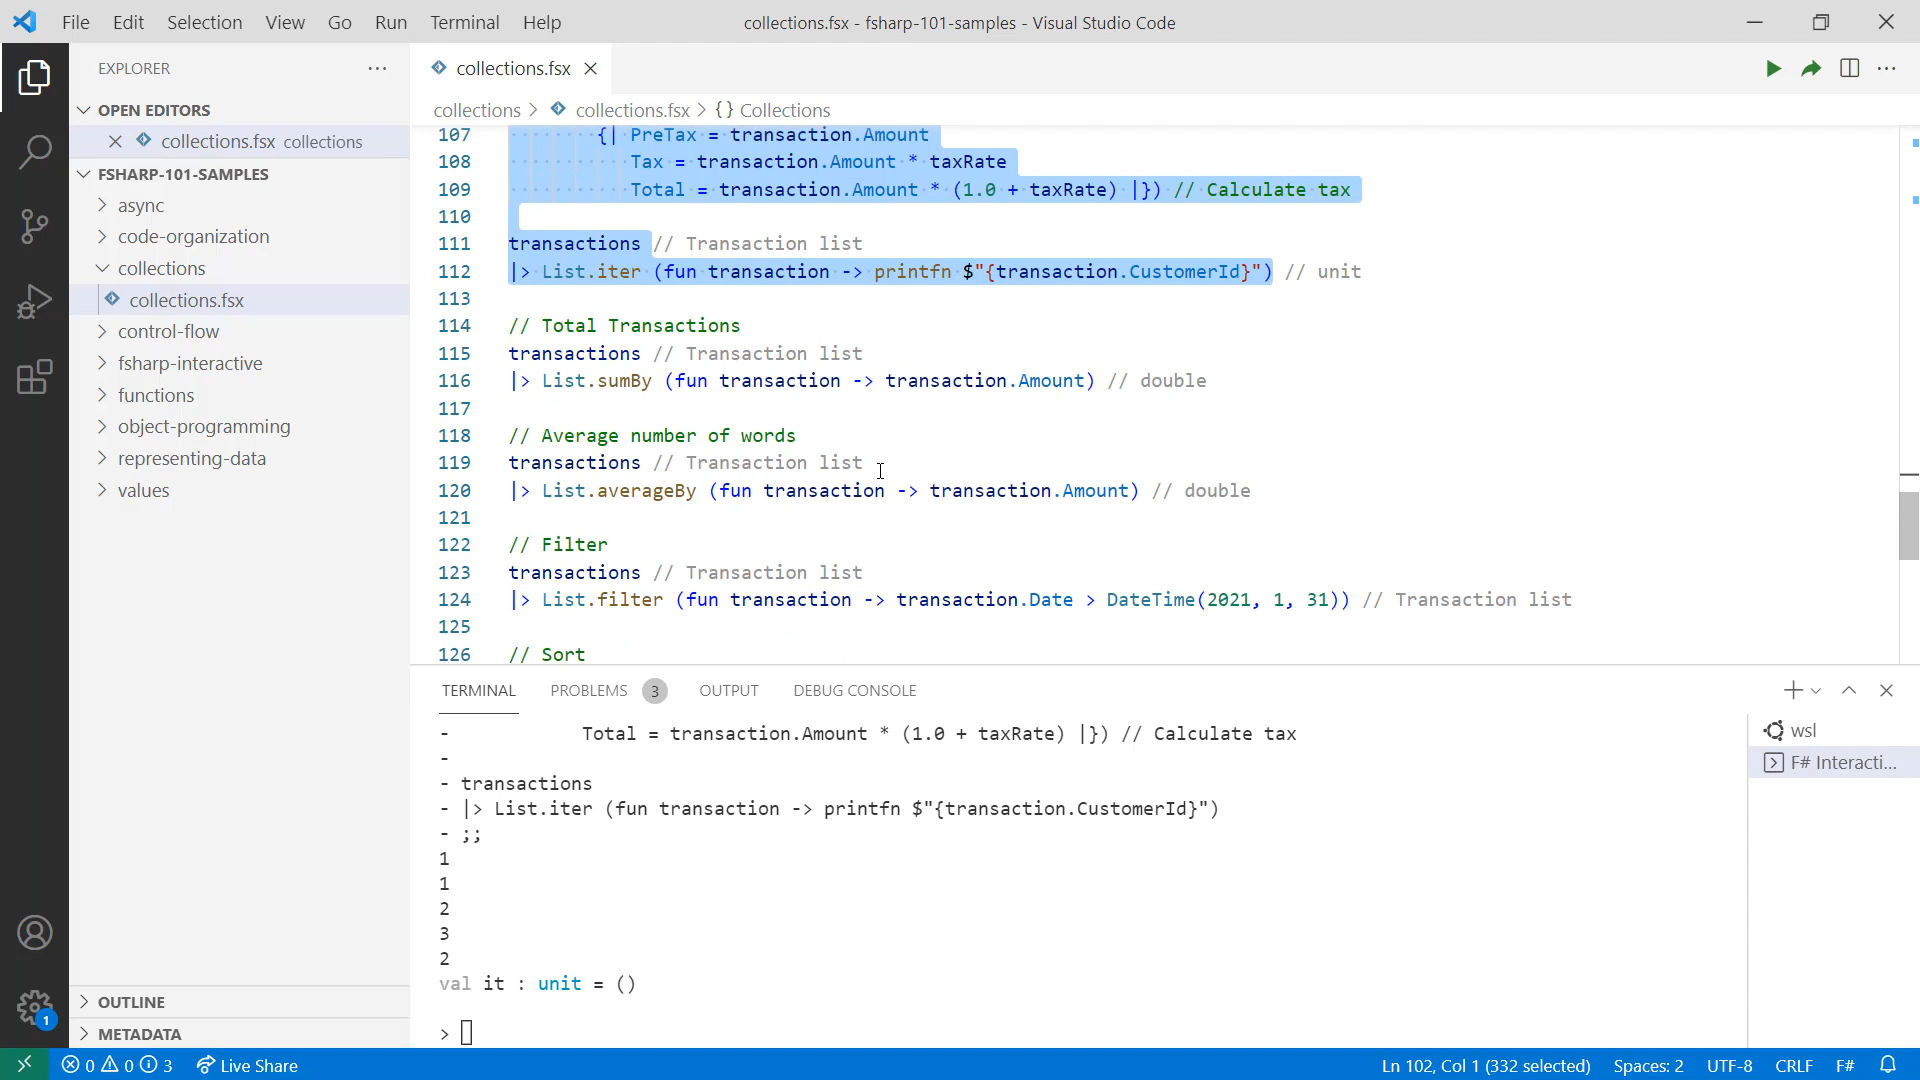 File Edit Selection View Go Run Terminal Help
collections.fsx - fsharp-101-samples - Visual Studio Code
EXPLORER
OPEN EDITORS
collections.fsx collections
FSHARP-101-SAMPLES
async
code-organization
collections
collections.fsx
control-flow
fsharp-interactive
functions
object-programming
representing-data
values
OUTLINE
METADATA
1
collections.fsx
collections > collections.fsx > {} Collections
107 {| PreTax = transaction.Amount
108 Tax = transaction.Amount * taxRate
109 Total = transaction.Amount * (1.0 + taxRate) |}) // Calculate tax
110
111 transactions // Transaction list
112 |> List.iter (fun transaction -> printfn $"{transaction.CustomerId}") // unit
113
114 // Total Transactions
115 transactions // Transaction list
116 |> List.sumBy (fun transaction -> transaction.Amount) // double
117
118 // Average number of words
119 transactions // Transaction list
120 |> List.averageBy (fun transaction -> transaction.Amount) // double
121
122 // Filter
123 transactions // Transaction list
124 |> List.filter (fun transaction -> transaction.Date > DateTime(2021, 1, 31)) // Transaction list
125
126 // Sort
TERMINAL PROBLEMS 3 OUTPUT DEBUG CONSOLE
- Total = transaction.Amount * (1.0 + taxRate) |}) // Calculate tax
-
- transactions
- |> List.iter (fun transaction -> printfn $"{transaction.CustomerId}")
- ;;
1
1
2
3
2
val it : unit = ()
>
wsl
F# Interacti...
0 0 3 Live Share
Ln 102, Col 1 (332 selected) Spaces: 2 UTF-8 CRLF F#